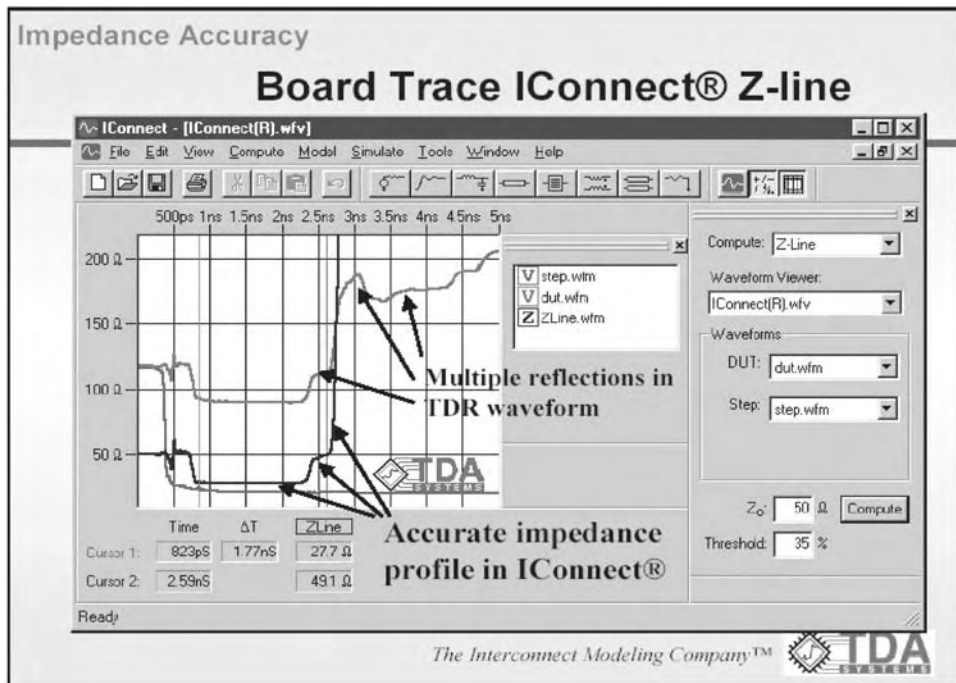 Impedance Accuracy
Board Trace IConnect® Z-line
IConnect - [IConnect(R).wfv]
File Edit View Compute Model Simulate Tools Window Help
500ps 1ns 1.5ns 2ns 2.5ns 3ns 3.5ns 4ns 4.5ns 5ns
200 Ω
150 Ω
100 Ω
50 Ω
V step.wfm
V dut.wfm
Z ZLine.wfm
Multiple reflections in
TDR waveform
TDA
SYSTEMS
Accurate impedance
profile in IConnect®
Time ΔT ZLine
Cursor 1: 823pS 1.77nS 27.7 Ω
Cursor 2: 2.59nS 49.1 Ω
Compute: Z-Line
Waveform Viewer:
IConnect(R).wfv
Waveforms
DUT: dut.wfm
Step: step.wfm
Zo: 50 Ω Compute
Threshold: 35 %
Ready
The Interconnect Modeling Company™
TDA
SYSTEMS